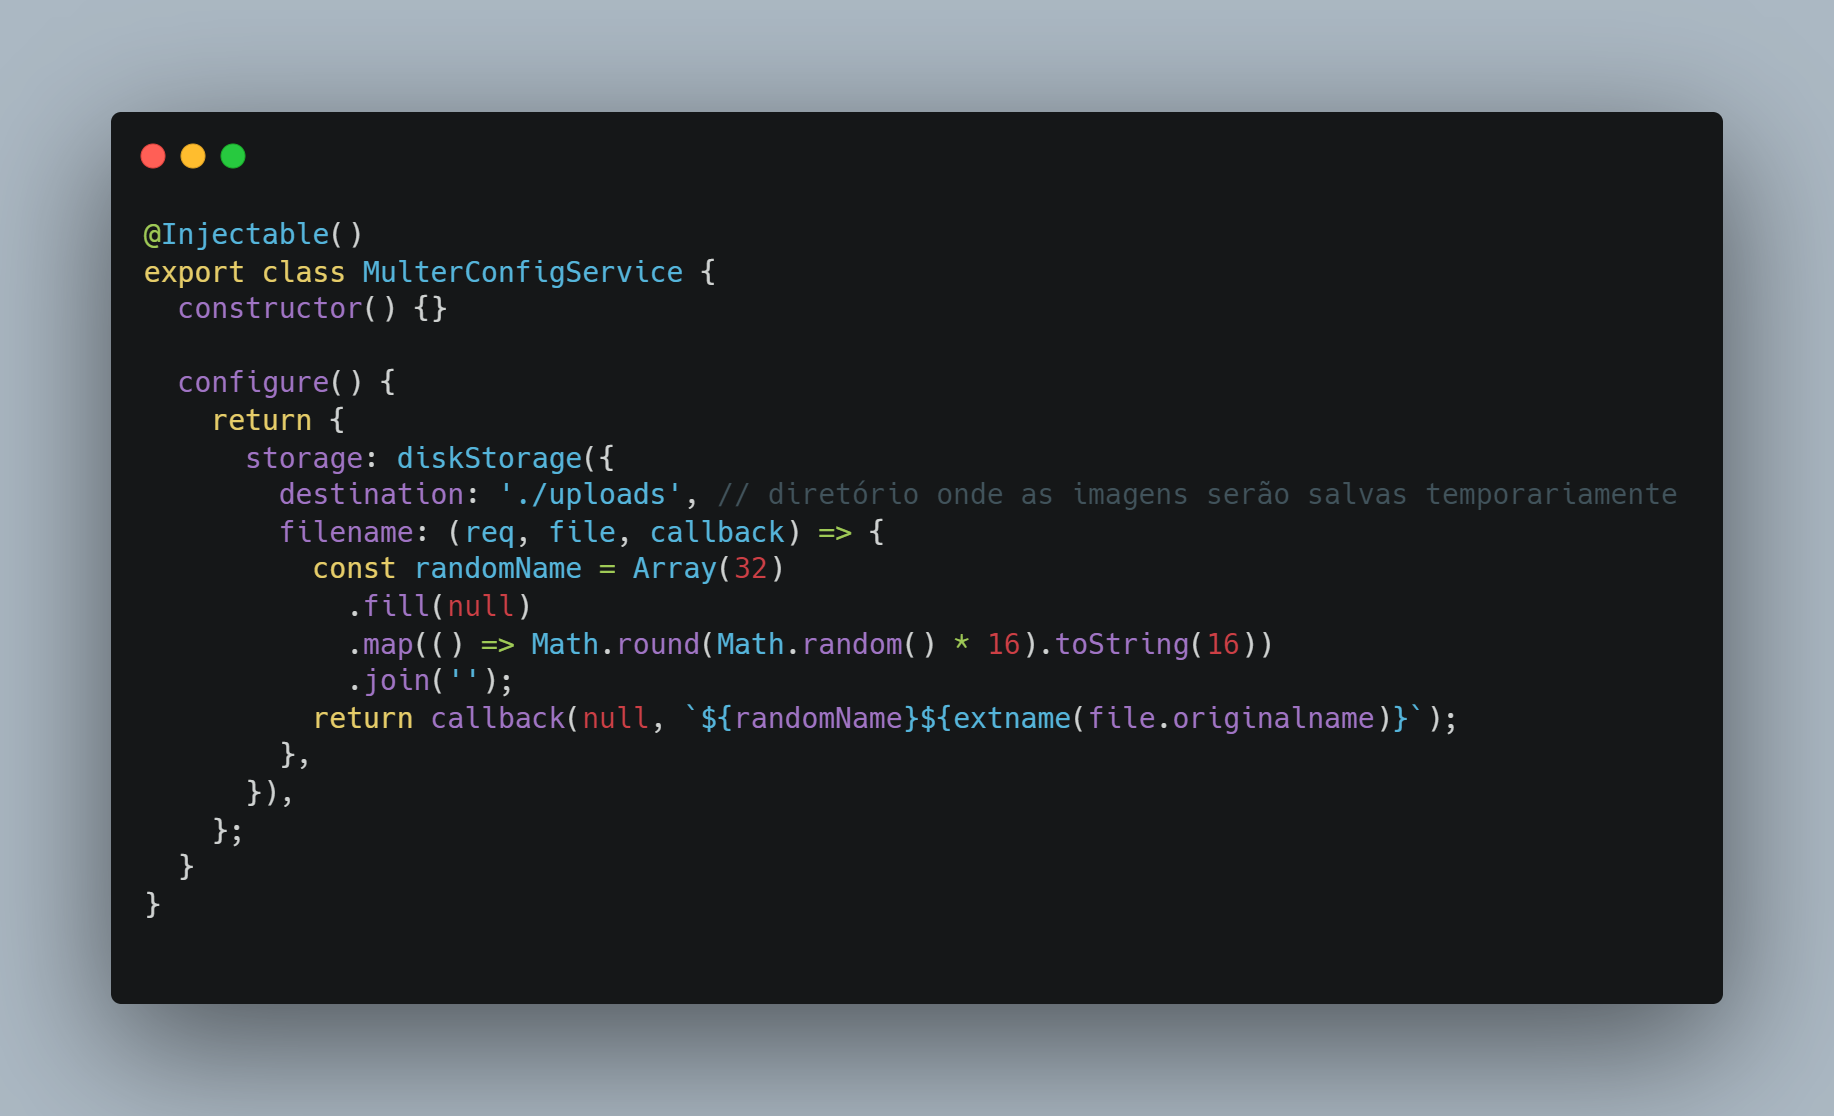 @Injectable()
export class MulterConfigService {
  constructor() {}

  configure() {
    return {
      storage: diskStorage({
        destination: './uploads', // diretório onde as imagens serão salvas temporariamente
        filename: (req, file, callback) => {
          const randomName = Array(32)
            .fill(null)
            .map(() => Math.round(Math.random() * 16).toString(16))
            .join('');
          return callback(null, `${randomName}${extname(file.originalname)}`);
        },
      }),
    };
  }
}